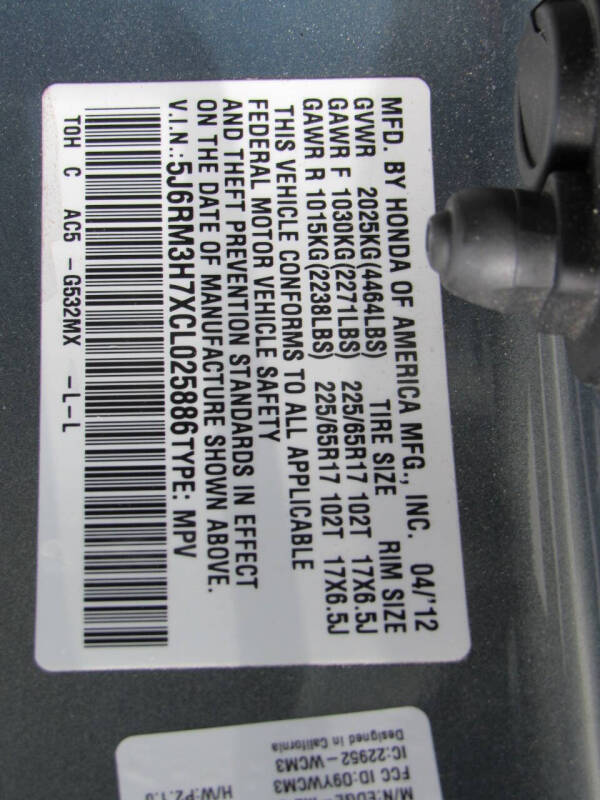 MFD. BY HONDA OF AMERICA MFG., INC. 04/'12
GVWR 2025KG(4464LBS) TIRE SIZE RIM SIZE
GAWR F 1030KG(2271LBS) 225/65R17 102T 17X6.5J
GAWR R 1015KG(2238LBS) 225/65R17 102T 17X6.5J
THIS VEHICLE CONFORMS TO ALL APPLICABLE
FEDERAL MOTOR VEHICLE SAFETY
AND THEFT PREVENTION STANDARDS IN EFFECT
ON THE DATE OF MANUFACTURE SHOWN ABOVE.
V.I.N.:5J6RM3H7XCL025886 TYPE: MPV
TOH C AC5 -G532MX -L-L
FCC ID:D9YWCM3
IC:22952-WCM3
Designed in California